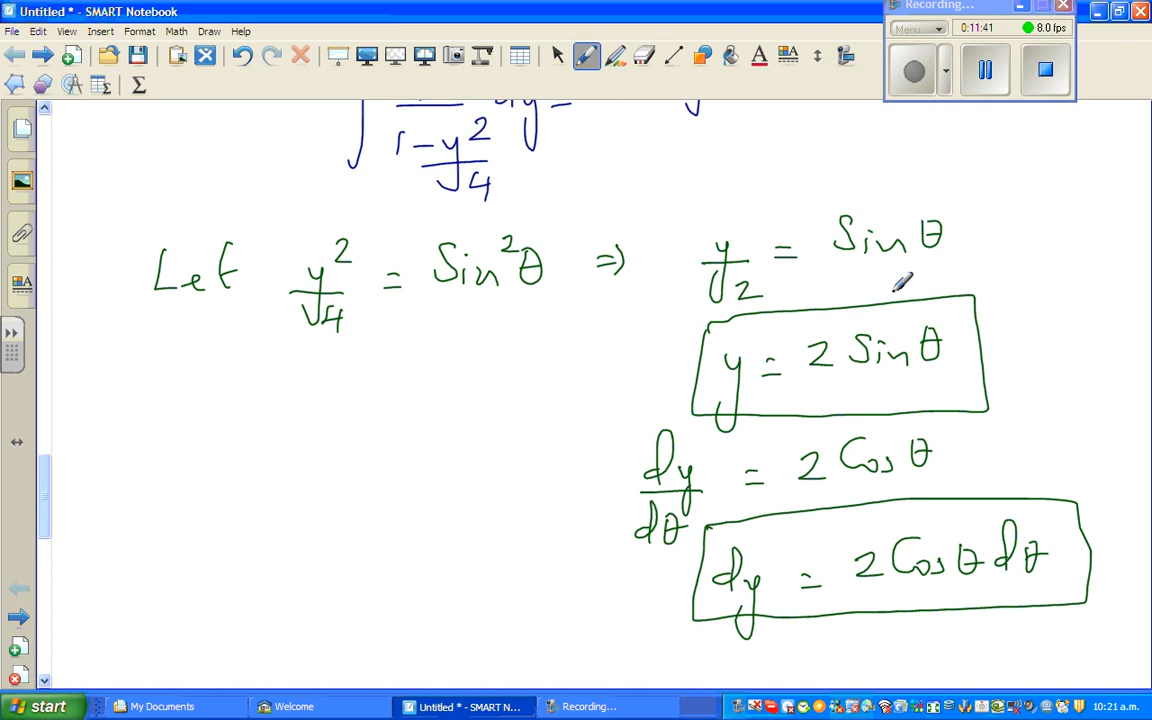 Untitled * - SMART Notebook
Recording...
File Edit View Insert Format Math Draw Help
Menu
0:11:41
8.0 fps
1 - y²
√4
Let y²/√4 = Sin²θ ⇒ y/√2 = Sinθ
y = 2 Sinθ
dy/dθ = 2 Cosθ
dy = 2Cosθ dθ
start
My Documents
Welcome
Untitled * - SMART N...
Recording...
10:21 a.m.